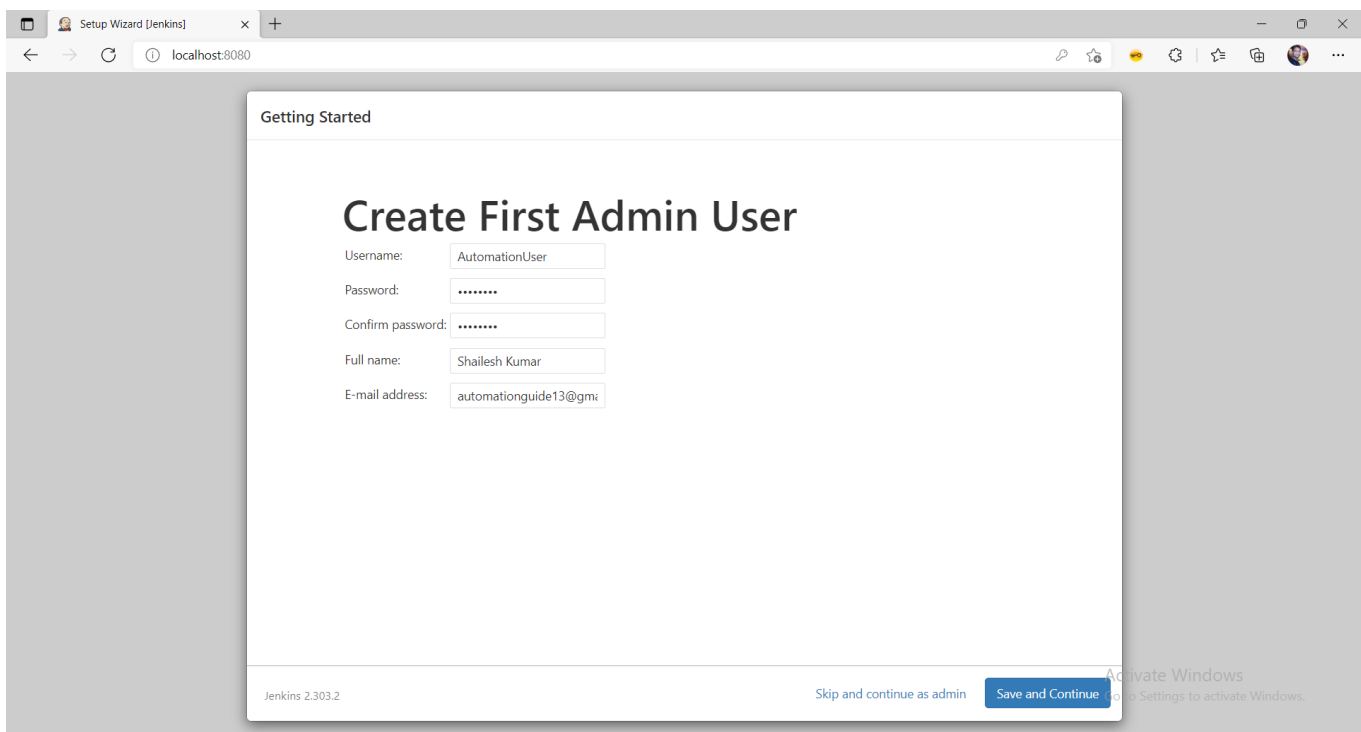 Setup Wizard [Jenkins]
localhost:8080
Getting Started
Create First Admin User
Username: AutomationUser
Password: ••••••••
Confirm password: ••••••••
Full name: Shailesh Kumar
E-mail address: automationguide13@gma
Jenkins 2.303.2
Skip and continue as admin
Save and Continue
Activate Windows
Go to Settings to activate Windows.